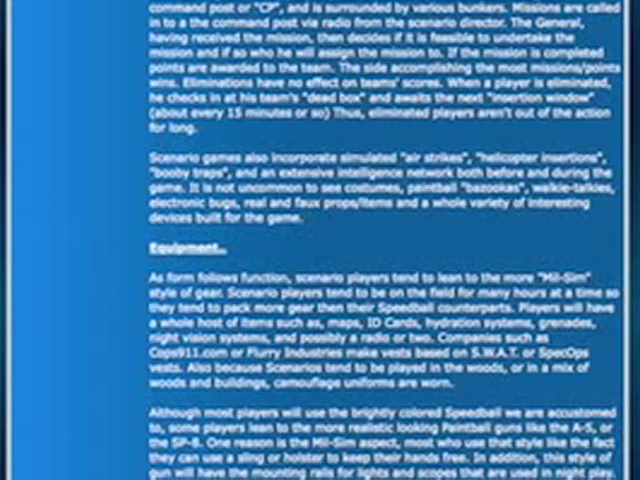 command post or "CP", and is surrounded by various bunkers. Missions are called
in to a the command post via radio from the scenario director. The General,
having received the mission, then decides if it is feasible to undertake the
mission and if so who he will assign the mission to. If the mission is completed
points are awarded to the team. The side accomplishing the most missions/points
wins. Eliminations have no effect on teams' scores. When a player is eliminated,
he checks in at his team's "dead box" and awaits the next "insertion window"
(about every 15 minutes or so) Thus, eliminated players aren't out of the action
for long.
Scenario games also incorporate simulated "air strikes", "helicopter insertions",
"booby traps", and an extensive intelligence network both before and during the
game. It is not uncommon to see costumes, paintball "bazookas", walkie-talkies,
electronic bugs, real and faux props/items and a whole variety of interesting
devices built for the game.
Equipment..
As form follows function, scenario players tend to lean to the more "Mil-Sim"
style of gear. Scenario players tend to be on the field for many hours at a time so
they tend to pack more gear then their Speedball counterparts. Players will have
a whole host of items such as, maps, ID Cards, hydration systems, grenades,
night vision systems, and possibly a radio or two. Companies such as
Cops911.com or Flurry Industries make vests based on S.W.A.T. or SpecOps
vests. Also because Scenarios tend to be played in the woods, or in a mix of
woods and buildings, camouflage uniforms are worn.
Although most players will use the brightly colored Speedball we are accustomed
to, some players lean to the more realistic looking Paintball guns like the A-5, or
the SP-8. One reason is the Mil-Sim aspect, most who use that style like the fact
they can use a sling or holster to keep their hands free. In addition, this style of
gun will have the mounting rails for lights and scopes that are used in night play.